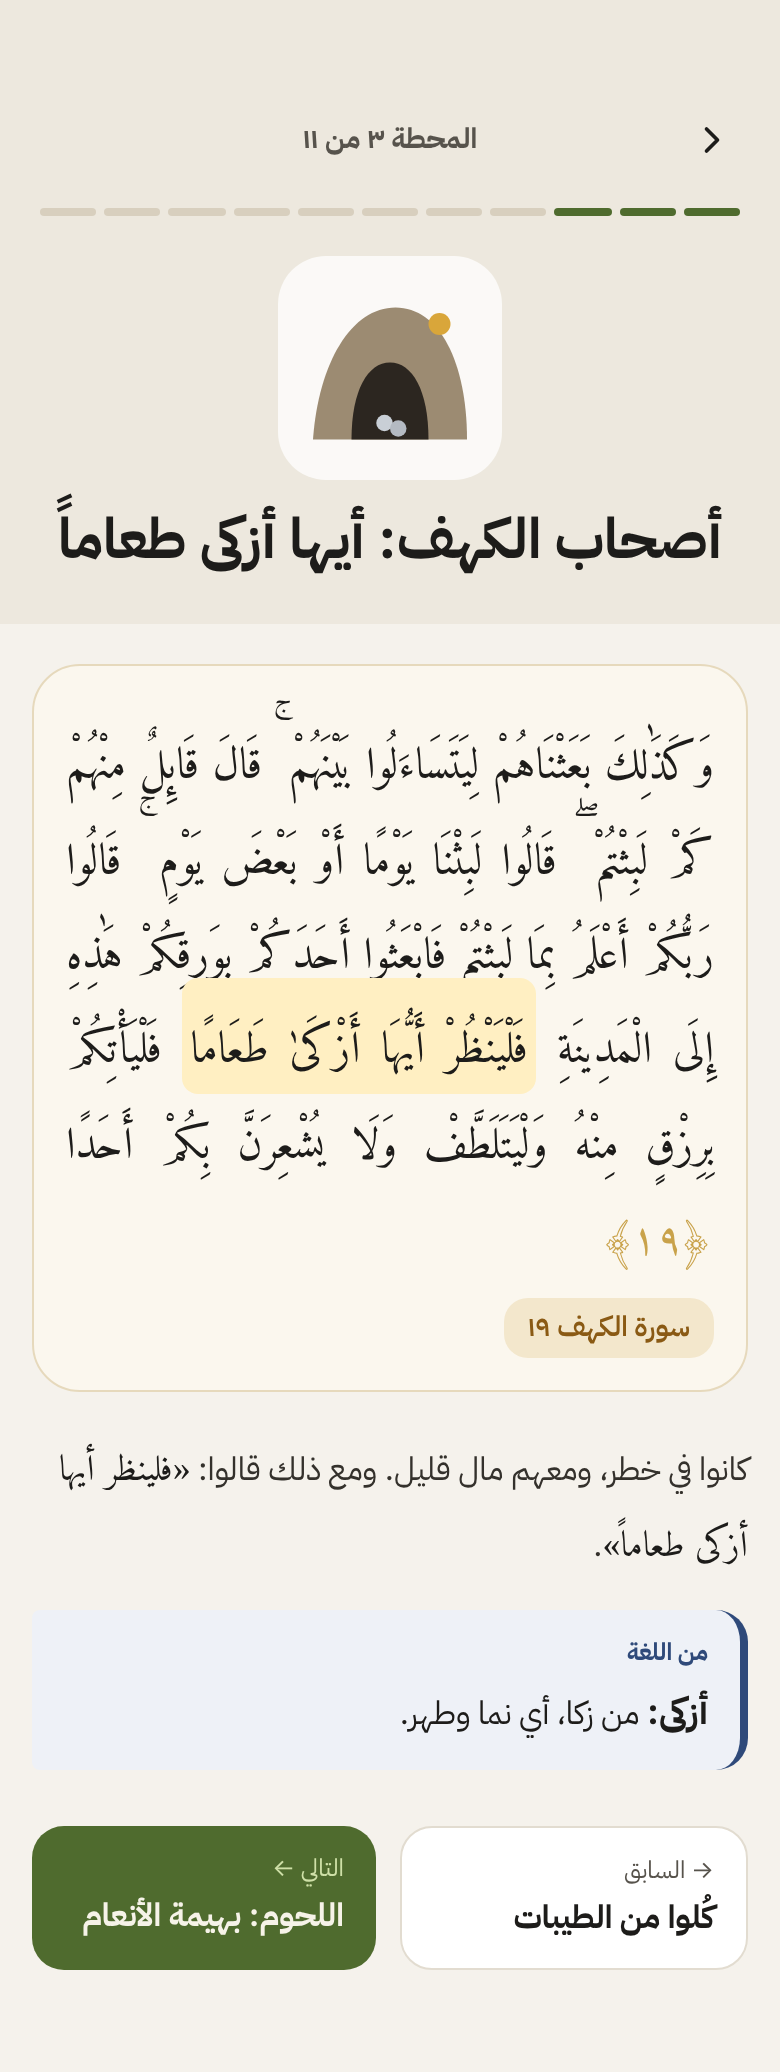 المحطة ٣ من ١١
أصحاب الكهف: أيها أزكى طعاماً
وَكَذَٰلِكَ بَعَثْنَاهُمْ لِيَتَسَاءَلُوا بَيْنَهُمْ ۚ قَالَ قَائِلٌ مِنْهُمْ
كَمْ لَبِثْتُمْ ۖ قَالُوا لَبِثْنَا يَوْمًا أَوْ بَعْضَ يَوْمٍ ۚ قَالُوا
رَبُّكُمْ أَعْلَمُ بِمَا لَبِثْتُمْ فَابْعَثُوا أَحَدَكُمْ بِوَرِقِكُمْ هَٰذِهِ
إِلَى الْمَدِينَةِ فَلْيَنْظُرْ أَيُّهَا أَزْكَىٰ طَعَامًا فَلْيَأْتِكُمْ
بِرِزْقٍ مِنْهُ وَلْيَتَلَطَّفْ وَلَا يُشْعِرَنَّ بِكُمْ أَحَدًا
﴿١٩﴾
سورة الكهف ١٩
كانوا في خطر، ومعهم مال قليل. ومع ذلك قالوا: «فلينظر أيها
أزكى طعاماً».
من اللغة
أزكى: من زكا، أي نما وطهر.
→ السابق
كُلوا من الطيبات
التالي ←
اللحوم: بهيمة الأنعام